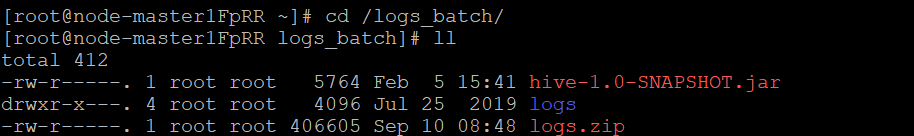 [root@node-master1FpRR ~]# cd /logs_batch/
[root@node-master1FpRR logs_batch]# ll
total 412
-rw-r-----. 1 root root   5764 Feb  5 15:41 hive-1.0-SNAPSHOT.jar
drwxr-x---. 4 root root   4096 Jul 25  2019 logs
-rw-r-----. 1 root root 406605 Sep 10 08:48 logs.zip